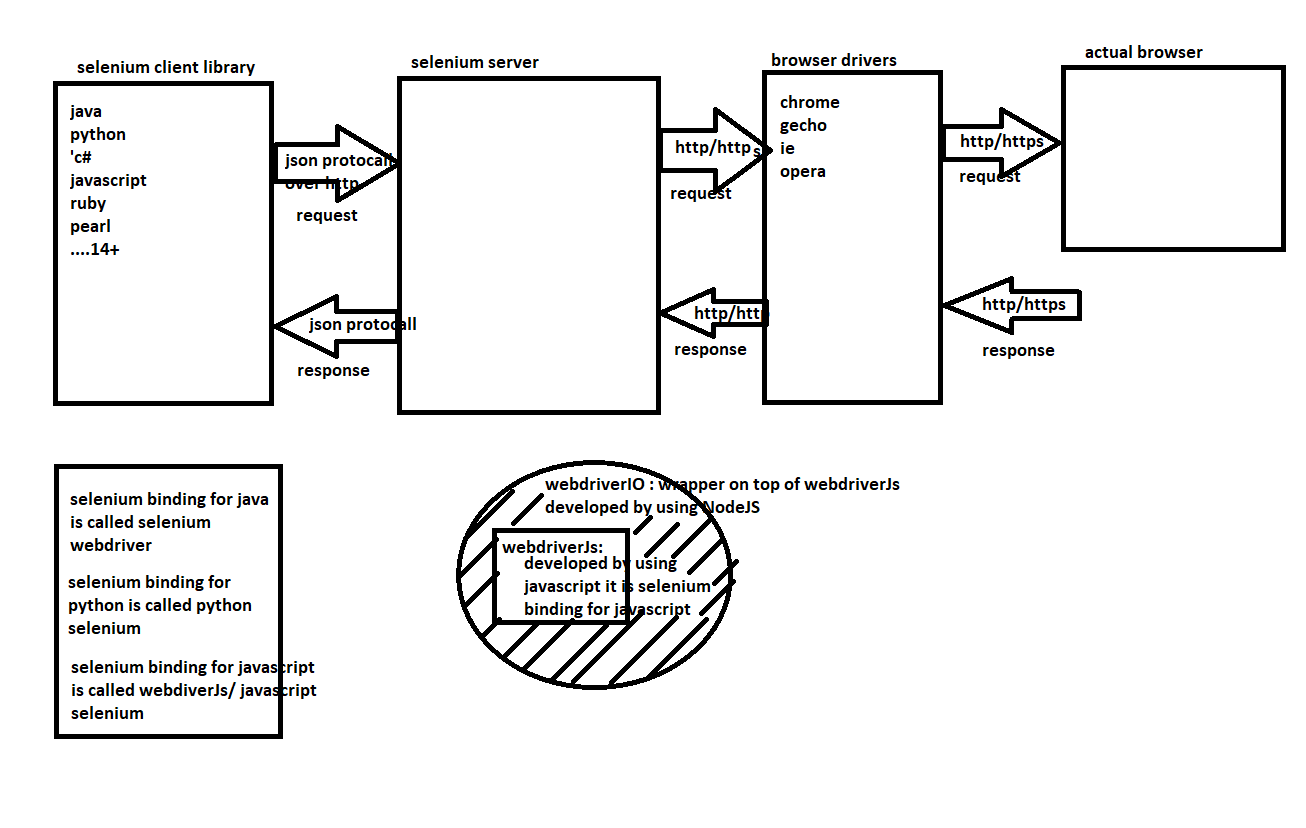 selenium client library
java
python
'c#
javascript
ruby
pearl
....14+
json protocall
over http
request
json protocall
response
selenium server
http/http s
request
http/http
response
browser drivers
chrome
gecho
ie
opera
http/https
request
http/https
response
actual browser
selenium binding for java
is called selenium
webdriver
selenium binding for
python is called python
selenium
selenium binding for javascript
is called webdiverJs/ javascript
selenium
webdriverIO : wrapper on top of webdriverJs
developed by using NodeJS
webdriverJs:
developed by using
javascript it is selenium
binding for javascript